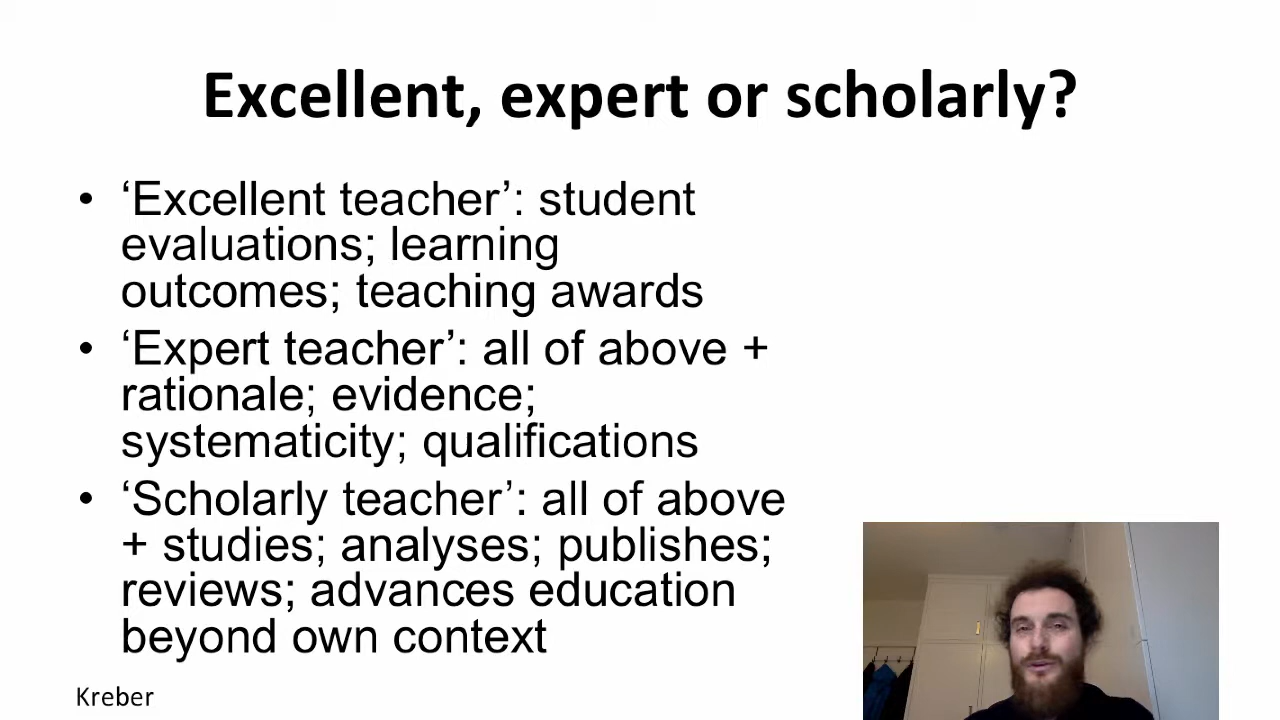 Excellent, expert or scholarly?
• ‘Excellent teacher’: student
evaluations; learning
outcomes; teaching awards
• ‘Expert teacher’: all of above +
rationale; evidence;
systematicity; qualifications
• ‘Scholarly teacher’: all of above
+ studies; analyses; publishes;
reviews; advances education
beyond own context
Kreber